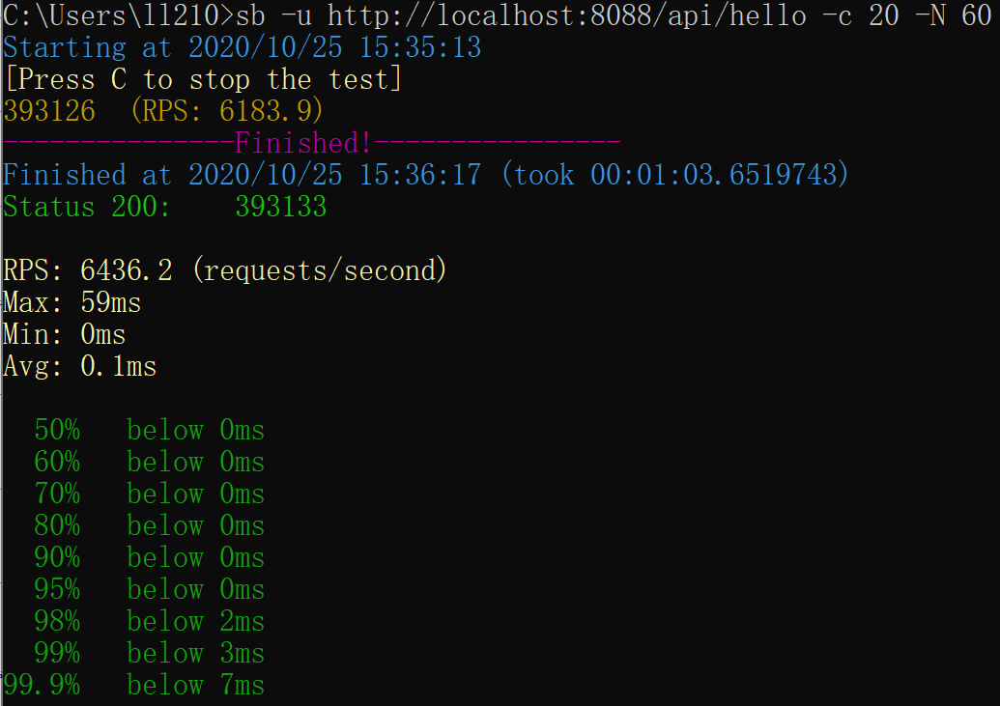 C:\Users\ll210>sb -u http://localhost:8088/api/hello -c 20 -N 60
Starting at 2020/10/25 15:35:13
[Press C to stop the test]
393126  (RPS: 6183.9)
---------------Finished!----------------
Finished at 2020/10/25 15:36:17 (took 00:01:03.6519743)
Status 200:    393133
RPS: 6436.2 (requests/second)
Max: 59ms
Min: 0ms
Avg: 0.1ms
50%   below 0ms
60%   below 0ms
70%   below 0ms
80%   below 0ms
90%   below 0ms
95%   below 0ms
98%   below 2ms
99%   below 3ms
99.9%   below 7ms